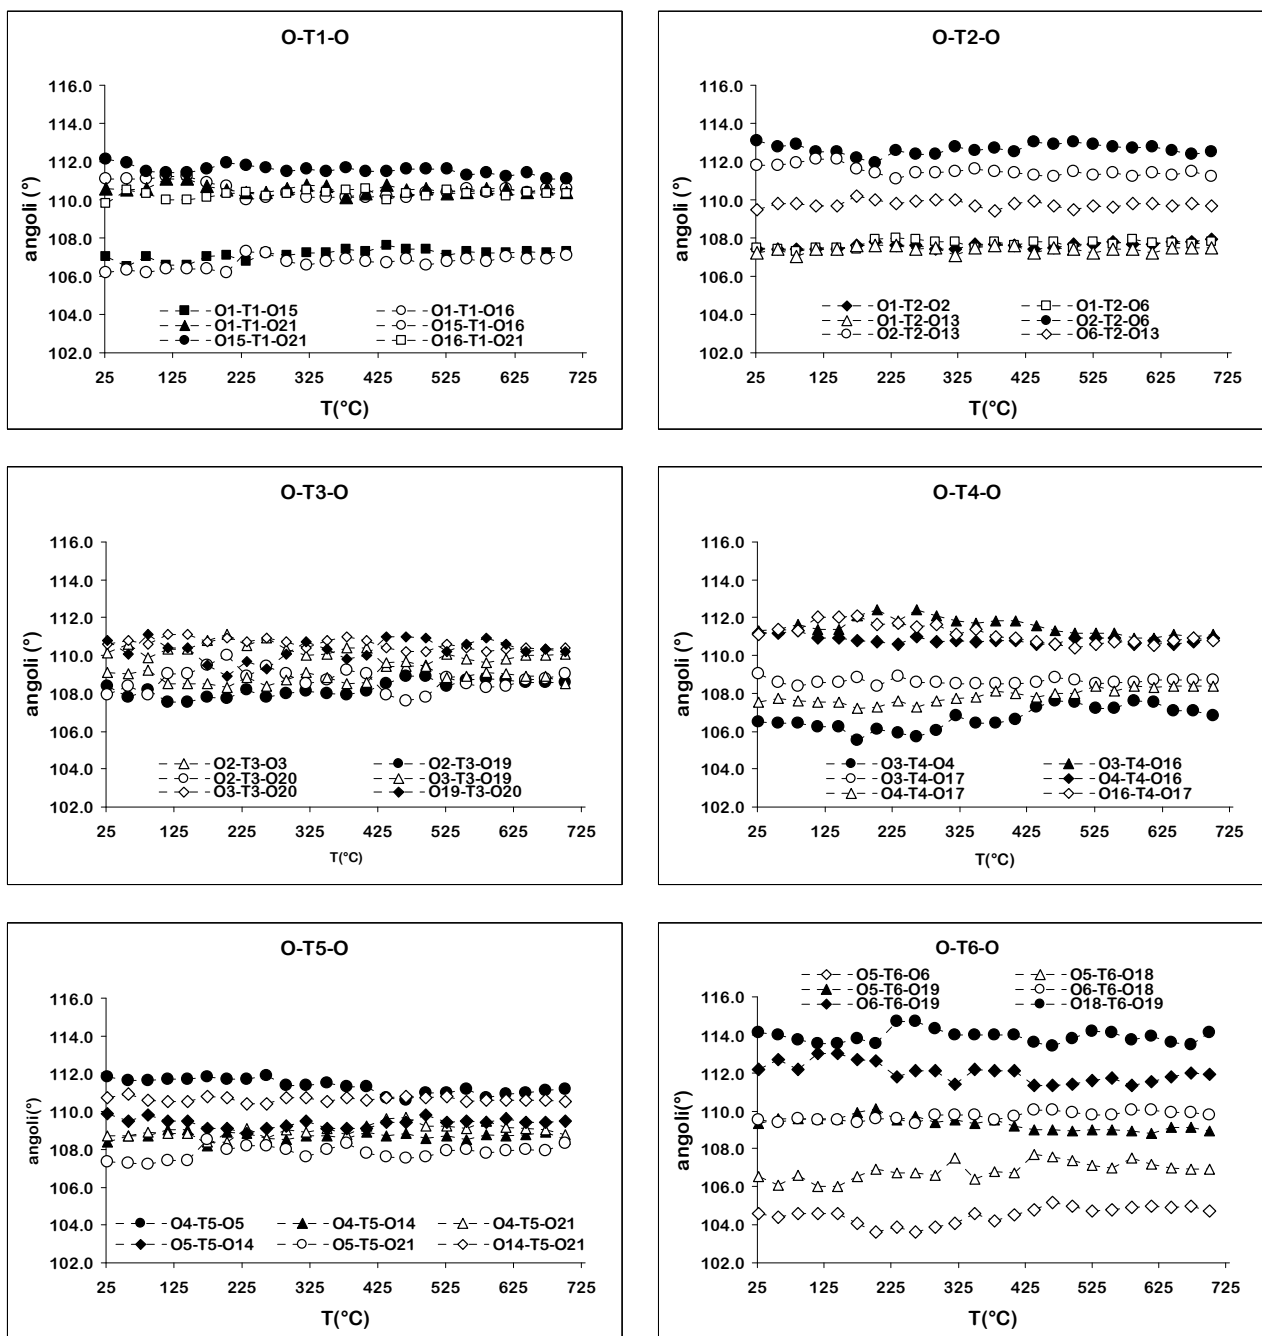 O-T1-O
116.0
114.0
112.0
110.0
108.0
106.0
104.0
102.0
angoli (°)
O1-T1-O15 O1-T1-O16
O1-T1-O21 O15-T1-O16
O15-T1-O21 O16-T1-O21
25 125 225 325 425 525 625 725
T(°C)
O-T2-O
116.0
114.0
112.0
110.0
108.0
106.0
104.0
102.0
angoli (°)
O1-T2-O2 O1-T2-O6
O1-T2-O13 O2-T2-O6
O2-T2-O13 O6-T2-O13
25 125 225 325 425 525 625 725
T(°C)
O-T3-O
116.0
114.0
112.0
110.0
108.0
106.0
104.0
102.0
angoli (°)
O2-T3-O3 O2-T3-O19
O2-T3-O20 O3-T3-O19
O3-T3-O20 O19-T3-O20
25 125 225 325 425 525 625 725
T(°C)
O-T4-O
116.0
114.0
112.0
110.0
108.0
106.0
104.0
102.0
angoli (°)
O3-T4-O4 O3-T4-O16
O3-T4-O17 O4-T4-O16
O4-T4-O17 O16-T4-O17
25 125 225 325 425 525 625 725
T(°C)
O-T5-O
116.0
114.0
112.0
110.0
108.0
106.0
104.0
102.0
angoli(°)
O4-T5-O5 O4-T5-O14 O4-T5-O21
O5-T5-O14 O5-T5-O21 O14-T5-O21
25 125 225 325 425 525 625 725
T(°C)
O-T6-O
O5-T6-O6 O5-T6-O18
O5-T6-O19 O6-T6-O18
O6-T6-O19 O18-T6-O19
116.0
114.0
112.0
110.0
108.0
106.0
104.0
102.0
angoli (°)
25 125 225 325 425 525 625 725
T(°C)